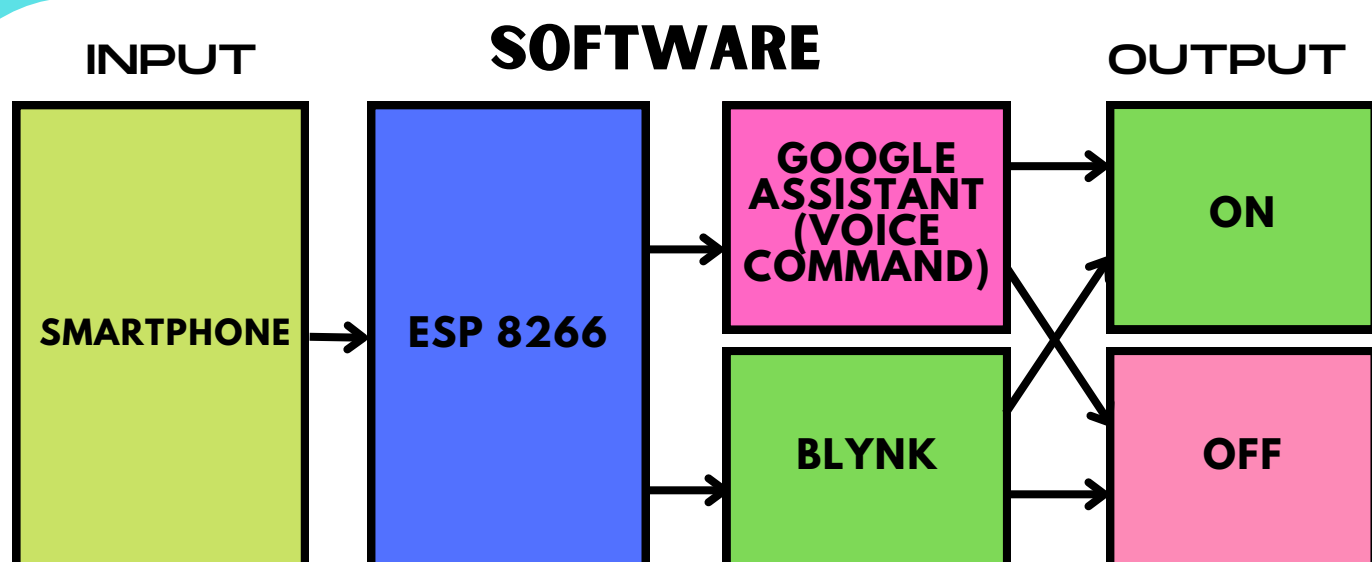 INPUT
SOFTWARE
OUTPUT
SMARTPHONE
ESP 8266
GOOGLE
ASSISTANT
(VOICE
COMMAND)
BLYNK
ON
OFF